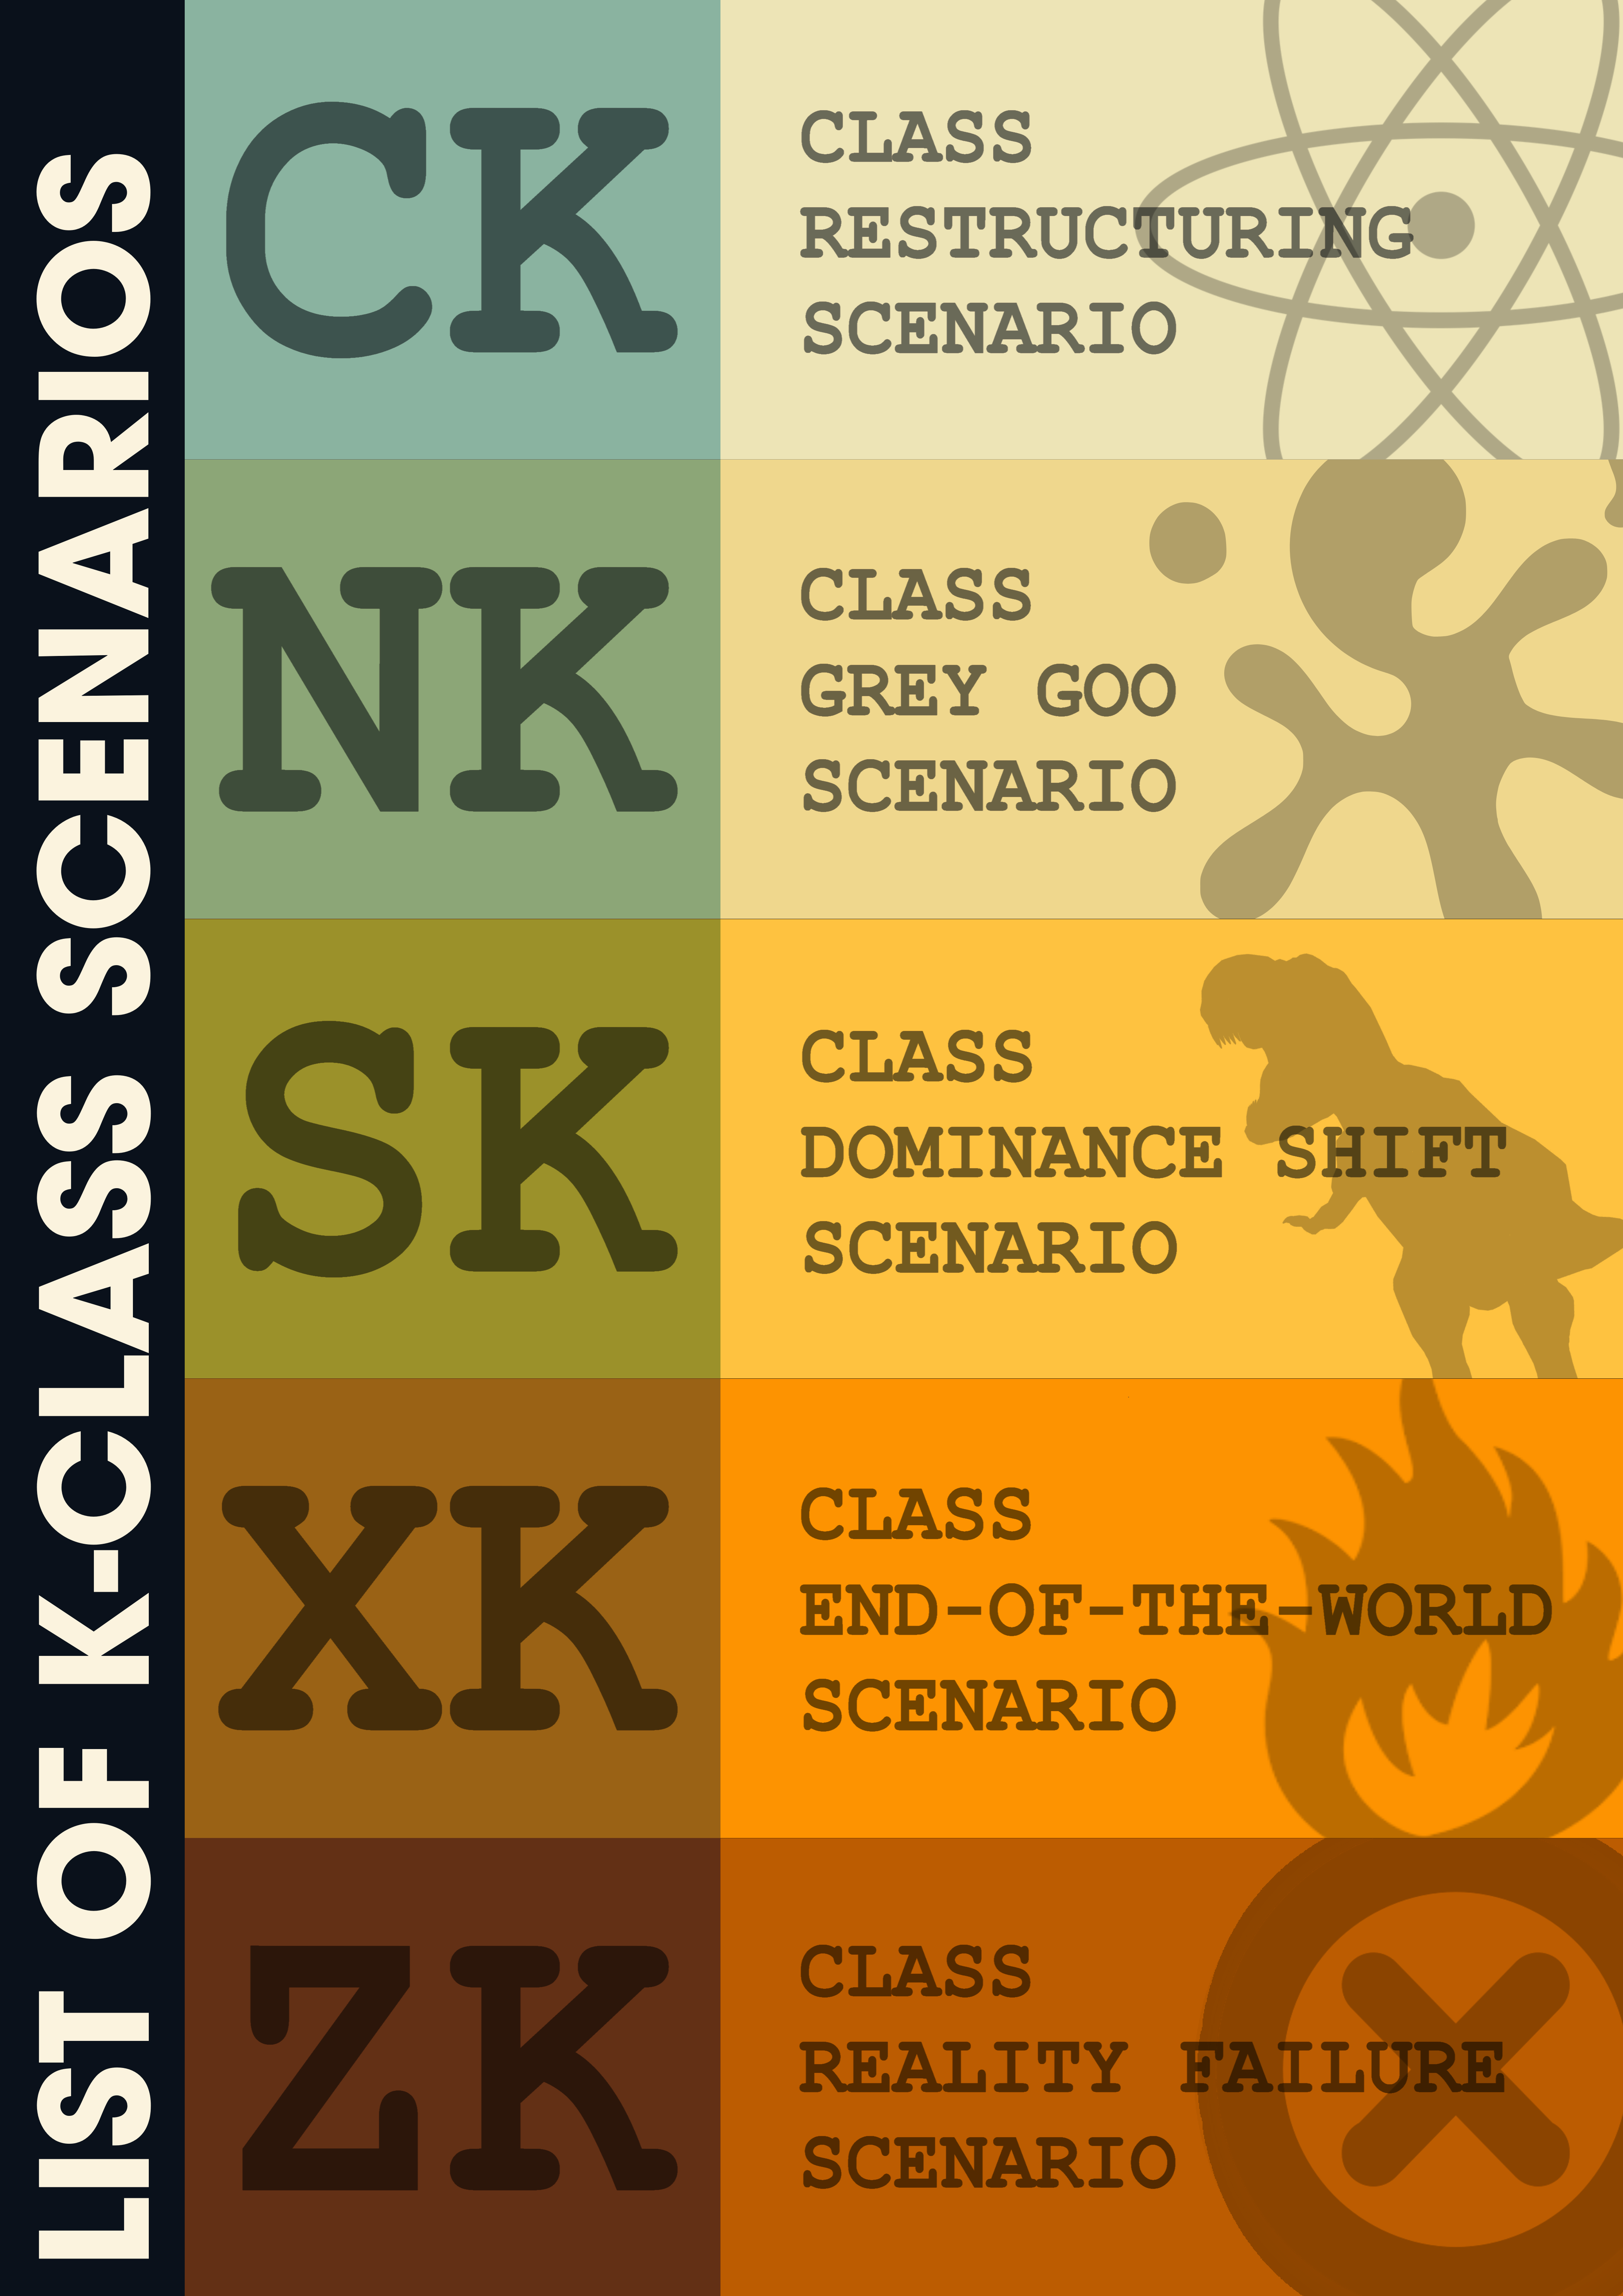 LIST OF K-CLASS SCENARIOS
CK
CLASS
RESTRUCTURING
SCENARIO
NK
CLASS
GREY GOO
SCENARIO
SK
CLASS
DOMINANCE SHIFT
SCENARIO
XK
CLASS
END-OF-THE-WORLD
SCENARIO
ZK
CLASS
REALITY FAILURE
SCENARIO